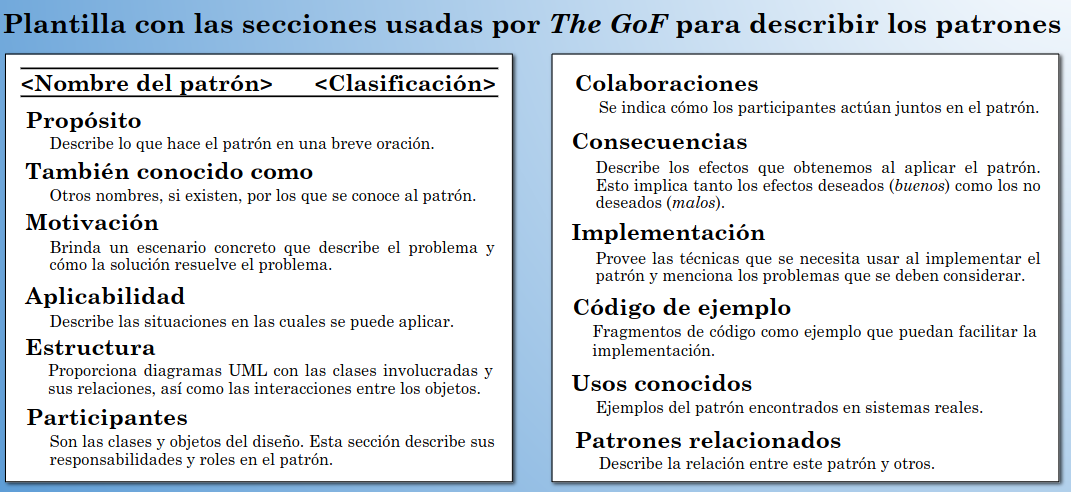 Plantilla con las secciones usadas por The GoF para describir los patrones
<Nombre del patrón> <Clasificación>
Propósito
Describe lo que hace el patrón en una breve oración.
También conocido como
Otros nombres, si existen, por los que se conoce al patrón.
Motivación
Brinda un escenario concreto que describe el problema y
cómo la solución resuelve el problema.
Aplicabilidad
Describe las situaciones en las cuales se puede aplicar.
Estructura
Proporciona diagramas UML con las clases involucradas y
sus relaciones, así como las interacciones entre los objetos.
Participantes
Son las clases y objetos del diseño. Esta sección describe sus
responsabilidades y roles en el patrón.
Colaboraciones
Se indica cómo los participantes actúan juntos en el patrón.
Consecuencias
Describe los efectos que obtenemos al aplicar el patrón.
Esto implica tanto los efectos deseados (buenos) como los no
deseados (malos).
Implementación
Provee las técnicas que se necesita usar al implementar el
patrón y menciona los problemas que se deben considerar.
Código de ejemplo
Fragmentos de código como ejemplo que puedan facilitar la
implementación.
Usos conocidos
Ejemplos del patrón encontrados en sistemas reales.
Patrones relacionados
Describe la relación entre este patrón y otros.